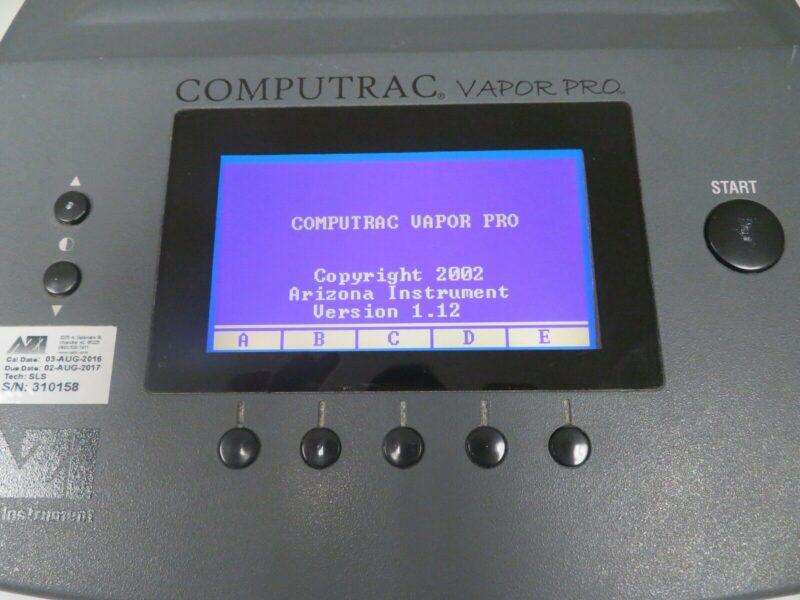 COMPUTRAC® VAPOR PRO™
START
COMPUTRAC VAPOR PRO
Copyright 2002
Arizona Instrument
Version 1.12
A B C D E
AZI
Cal Date: 03-AUG-2016
Due Date: 02-AUG-2017
Tech: SLS
S/N: 310158
Instrument